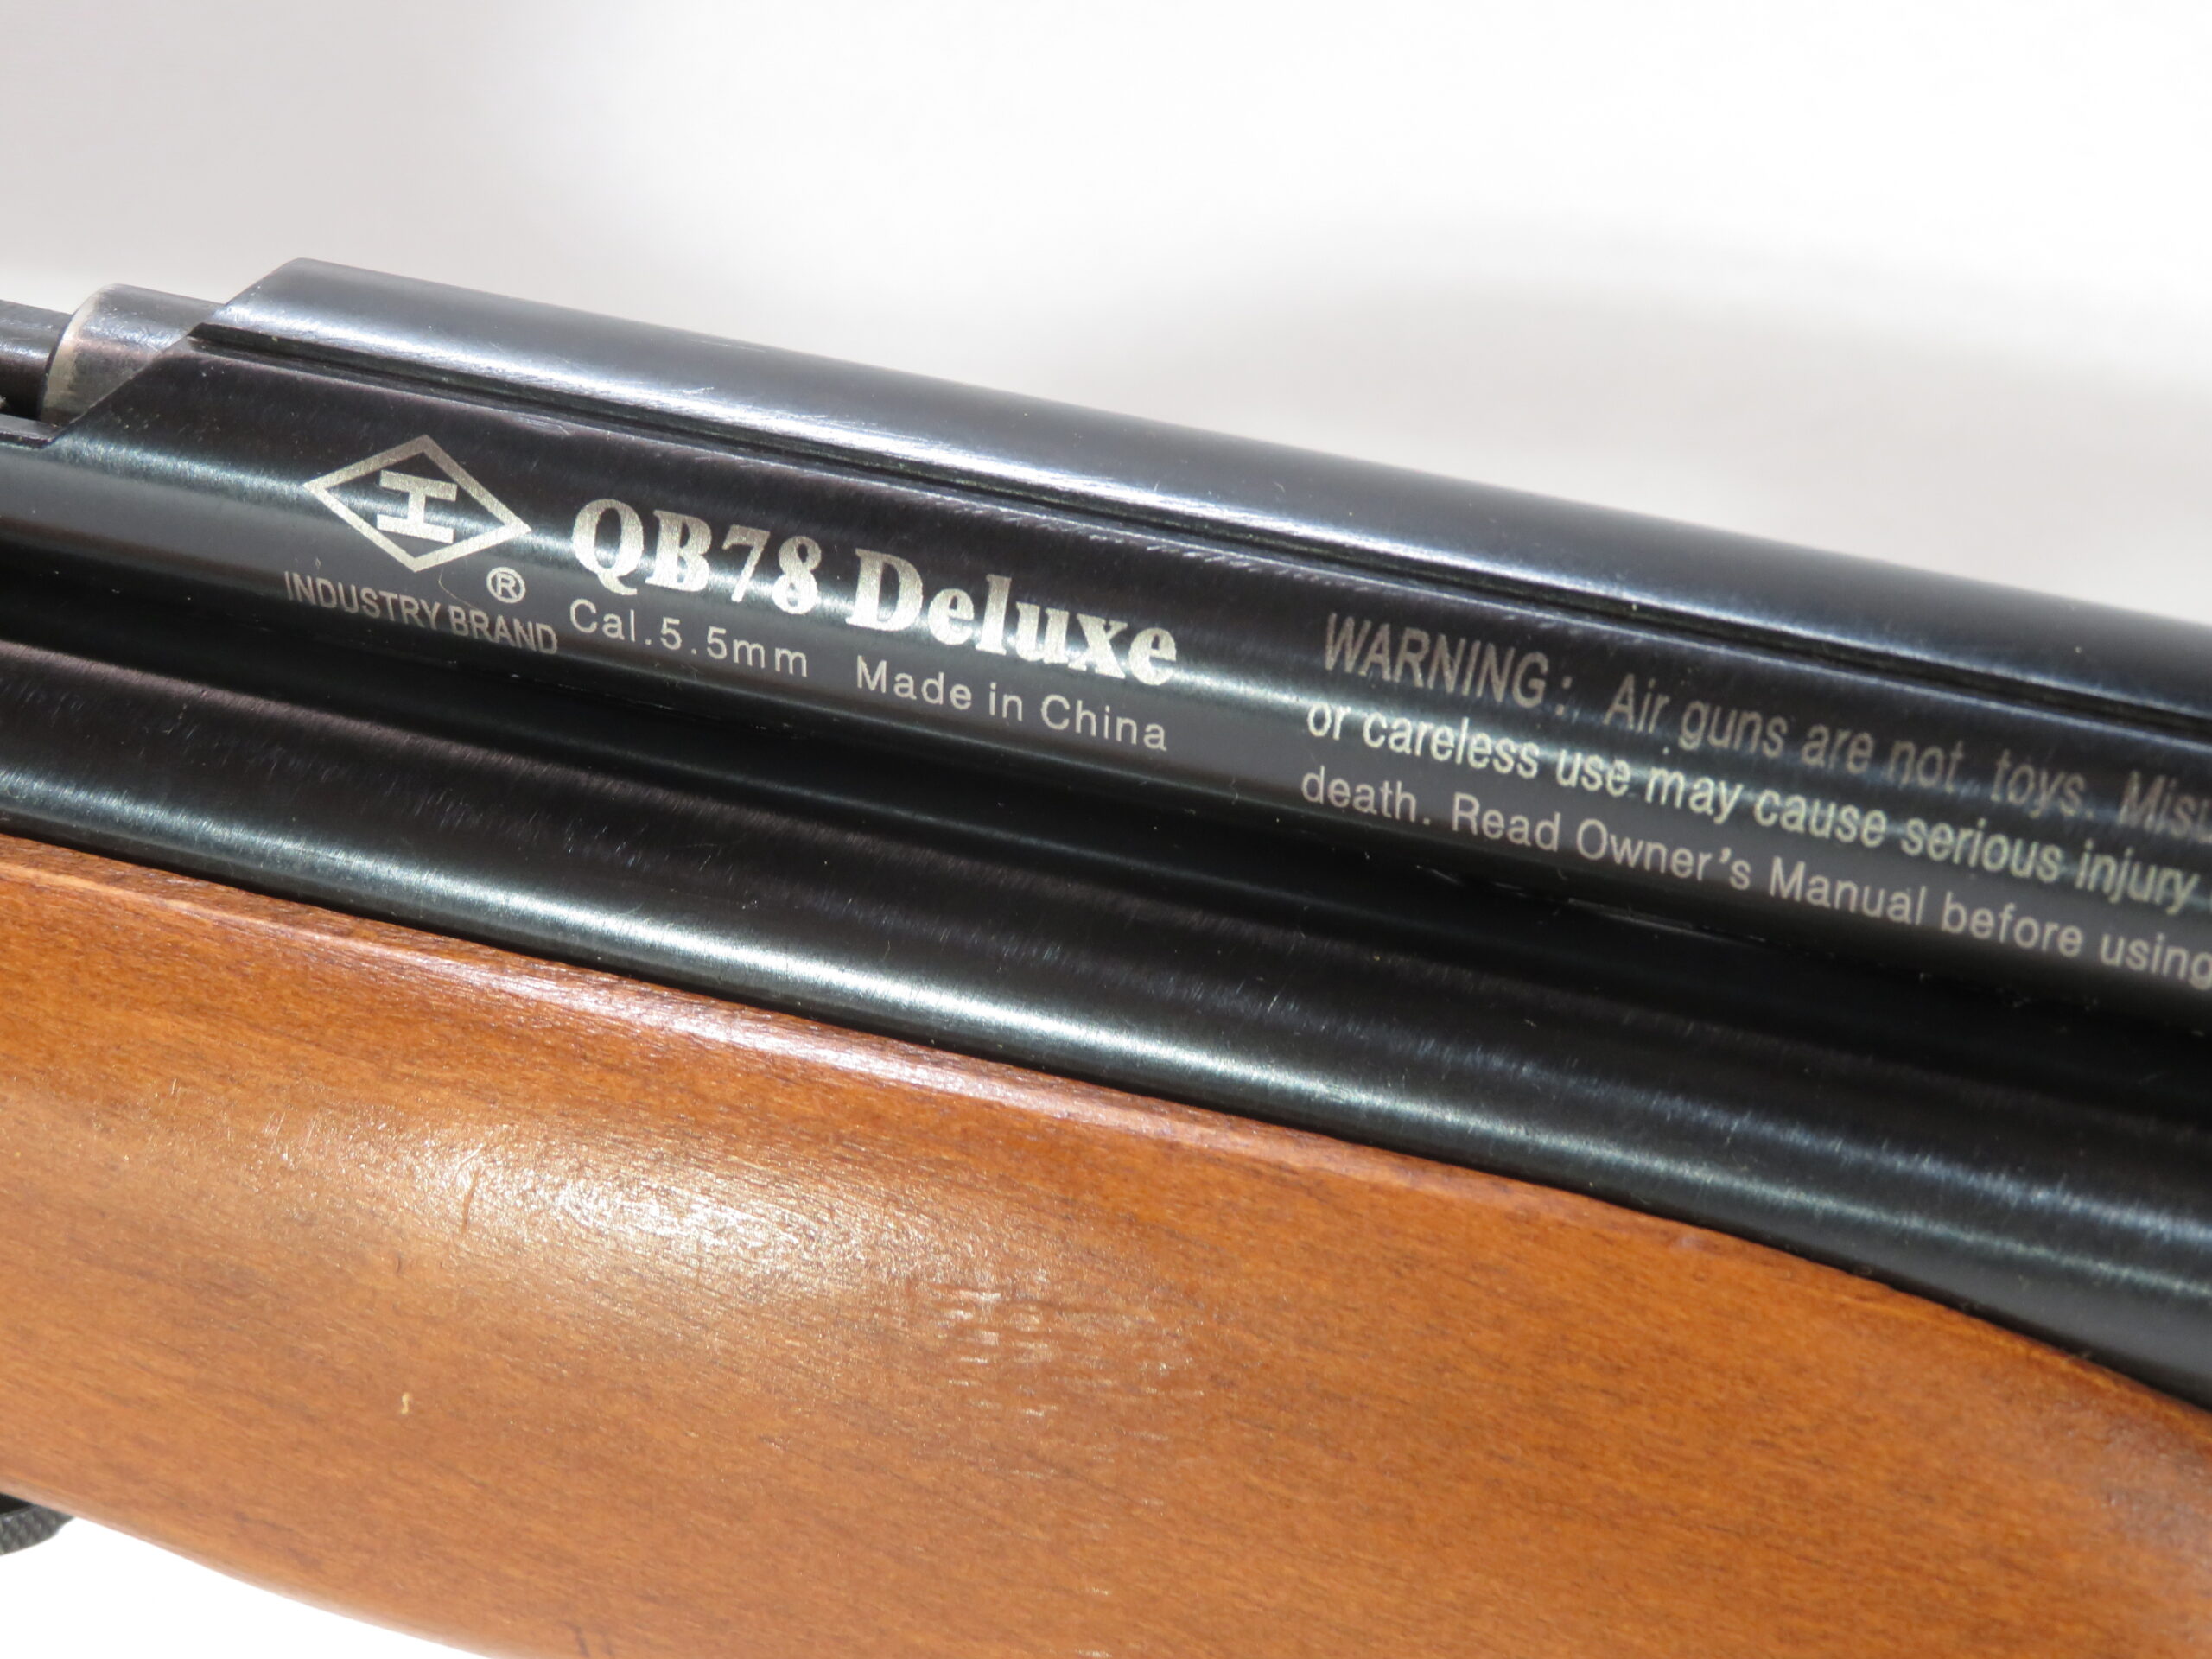 H
®
INDUSTRY BRAND
QB78 Deluxe
Cal.5.5mm Made in China
WARNING: Air guns are not toys.
or careless use may cause serious injury
death. Read Owner's Manual before using